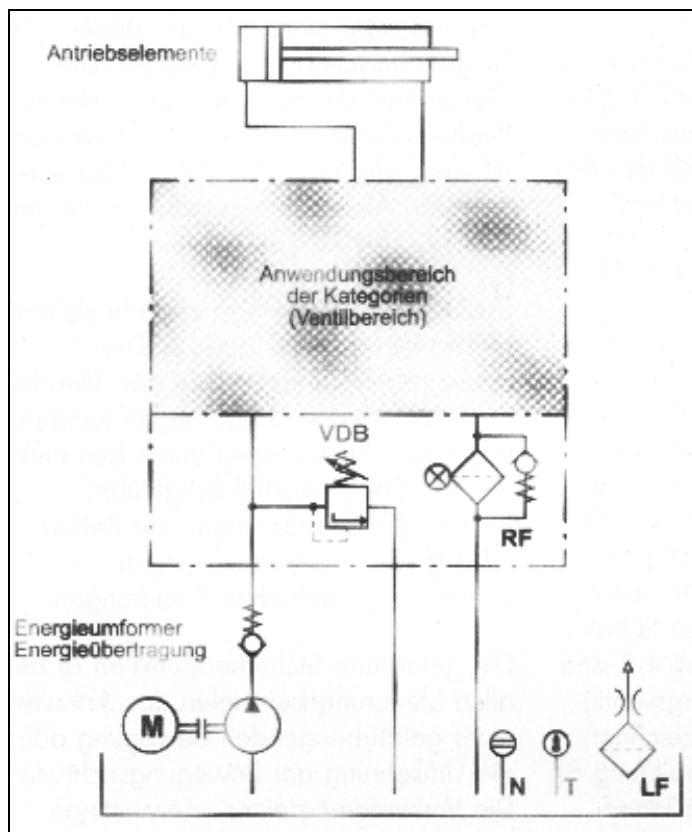 Antriebselemente
Anwendungsbereich
der Kategorien
(Ventilbereich)
VDB
RF
Energieumformer
Energieübertragung
M
N
T
LF